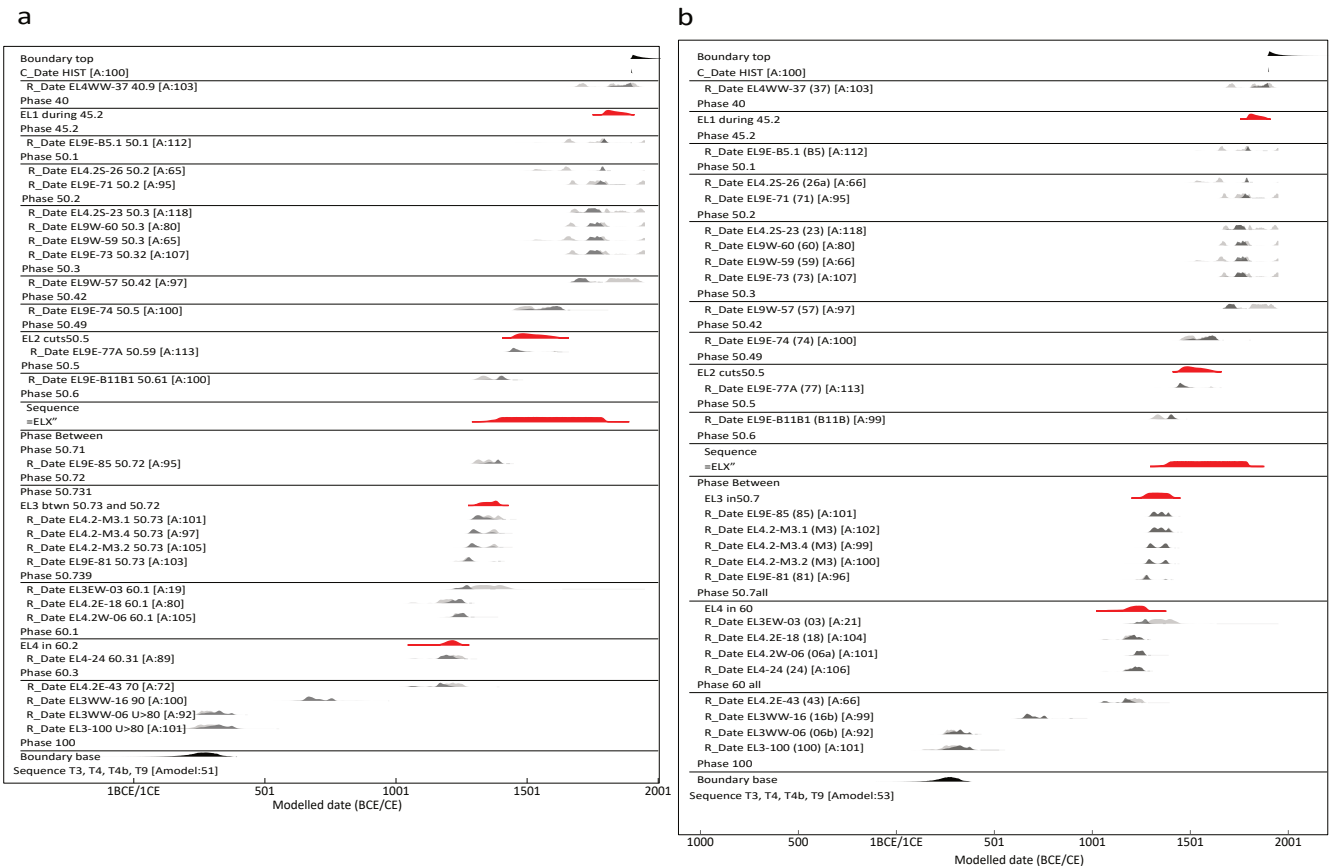 a
Boundary top
C_Date HIST [A:100]
R_Date EL4WW-37 40.9 [A:103]
Phase 40
EL1 during 45.2
Phase 45.2
R_Date EL9E-B5.1 50.1 [A:112]
Phase 50.1
R_Date EL4.2S-26 50.2 [A:65]
R_Date EL9E-71 50.2 [A:95]
Phase 50.2
R_Date EL4.2S-23 50.3 [A:118]
R_Date EL9W-60 50.3 [A:80]
R_Date EL9W-59 50.3 [A:65]
R_Date EL9E-73 50.32 [A:107]
Phase 50.3
R_Date EL9W-57 50.42 [A:97]
Phase 50.42
R_Date EL9E-74 50.5 [A:100]
Phase 50.49
EL2 cuts50.5
R_Date EL9E-77A 50.59 [A:113]
Phase 50.5
R_Date EL9E-B11B1 50.61 [A:100]
Phase 50.6
Sequence
=ELX”
Phase Between
Phase 50.71
R_Date EL9E-85 50.72 [A:95]
Phase 50.72
Phase 50.731
EL3 btwn 50.73 and 50.72
R_Date EL4.2-M3.1 50.73 [A:101]
R_Date EL4.2-M3.4 50.73 [A:97]
R_Date EL4.2-M3.2 50.73 [A:105]
R_Date EL9E-81 50.73 [A:103]
Phase 50.739
R_Date EL3EW-03 60.1 [A:19]
R_Date EL4.2E-18 60.1 [A:80]
R_Date EL4.2W-06 60.1 [A:105]
Phase 60.1
EL4 in 60.2
R_Date EL4-24 60.31 [A:89]
Phase 60.3
R_Date EL4.2E-43 70 [A:72]
R_Date EL3WW-16 90 [A:100]
R_Date EL3WW-06 U>80 [A:92]
R_Date EL3-100 U>80 [A:101]
Phase 100
Boundary base
Sequence T3, T4, T4b, T9 [Amodel:51]
1BCE/1CE 501 1001 1501 2001
Modelled date (BCE/CE)
b
Boundary top
C_Date HIST [A:100]
R_Date EL4WW-37 (37) [A:103]
Phase 40
EL1 during 45.2
Phase 45.2
R_Date EL9E-B5.1 (B5) [A:112]
Phase 50.1
R_Date EL4.2S-26 (26a) [A:66]
R_Date EL9E-71 (71) [A:95]
Phase 50.2
R_Date EL4.2S-23 (23) [A:118]
R_Date EL9W-60 (60) [A:80]
R_Date EL9W-59 (59) [A:66]
R_Date EL9E-73 (73) [A:107]
Phase 50.3
R_Date EL9W-57 (57) [A:97]
Phase 50.42
R_Date EL9E-74 (74) [A:100]
Phase 50.49
EL2 cuts50.5
R_Date EL9E-77A (77) [A:113]
Phase 50.5
R_Date EL9E-B11B1 (B11B) [A:99]
Phase 50.6
Sequence
=ELX”
Phase Between
EL3 in50.7
R_Date EL9E-85 (85) [A:101]
R_Date EL4.2-M3.1 (M3) [A:102]
R_Date EL4.2-M3.4 (M3) [A:99]
R_Date EL4.2-M3.2 (M3) [A:100]
R_Date EL9E-81 (81) [A:96]
Phase 50.7all
EL4 in 60
R_Date EL3EW-03 (03) [A:21]
R_Date EL4.2E-18 (18) [A:104]
R_Date EL4.2W-06 (06a) [A:101]
R_Date EL4-24 (24) [A:106]
Phase 60 all
R_Date EL4.2E-43 (43) [A:66]
R_Date EL3WW-16 (16b) [A:99]
R_Date EL3WW-06 (06b) [A:92]
R_Date EL3-100 (100) [A:101]
Phase 100
Boundary base
Sequence T3, T4, T4b, T9 [Amodel:53]
1000 500 1BCE/1CE 501 1001 1501 2001
Modelled date (BCE/CE)